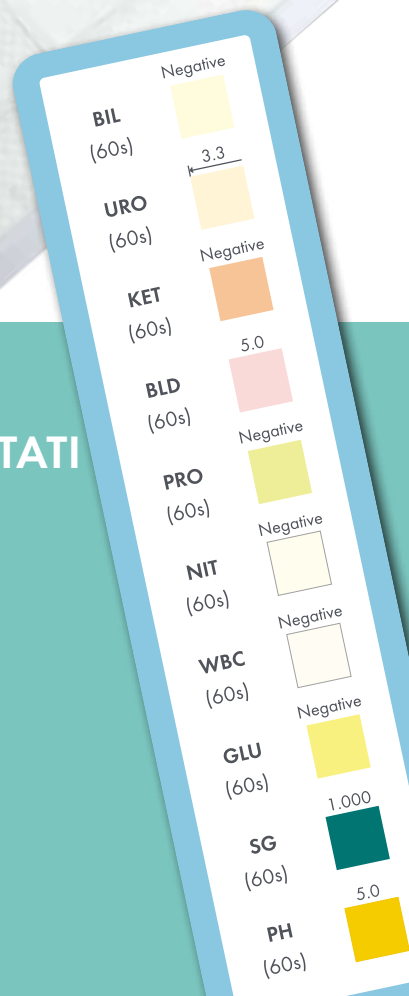 Negative
BIL
(60s)
3.3
URO
(60s)
Negative
KET
(60s)
5.0
BLD
(60s)
TATI
Negative
PRO
(60s)
Negative
NIT
(60s)
Negative
WBC
(60s)
Negative
GLU
(60s)
1.000
SG
(60s)
5.0
PH
(60s)